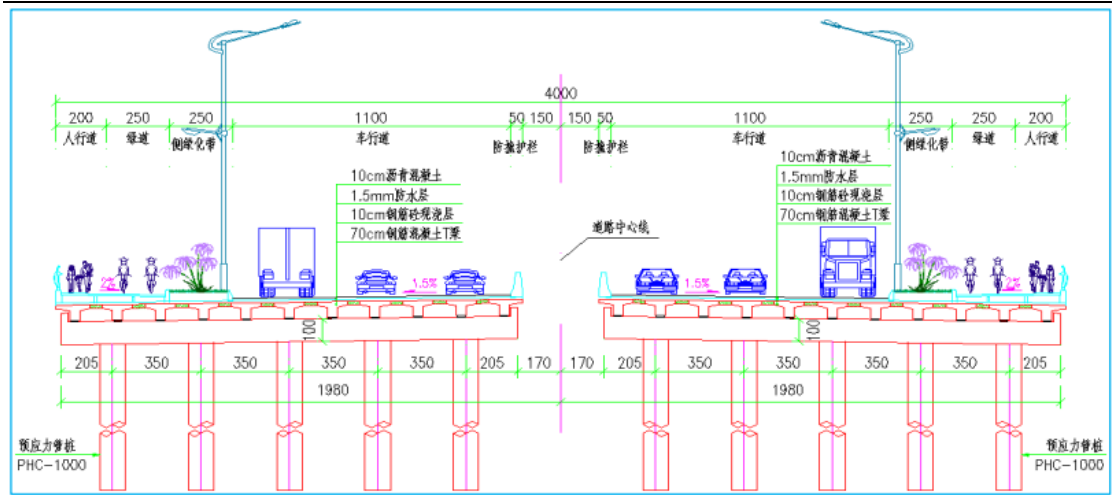 4000
200 250 250 1100 50 150 150 50 1100 250 250 200
人行道 绿道 侧绿化带 车行道 防撞护栏 防撞护栏 车行道 侧绿化带 绿道 人行道
10cm沥青混凝土
1.5mm防水层
10cm钢筋砼现浇层
70cm钢筋混凝土T梁
10cm沥青混凝土
1.5mm防水层
10cm钢筋砼现浇层
70cm钢筋混凝土T梁
道路中心线
2% 1.5% 1.5% 2%
100 100
205 350 350 350 350 205 170 170 205 350 350 350 350 205
1980 1980
预应力管桩
PHC-1000
预应力管桩
PHC-1000